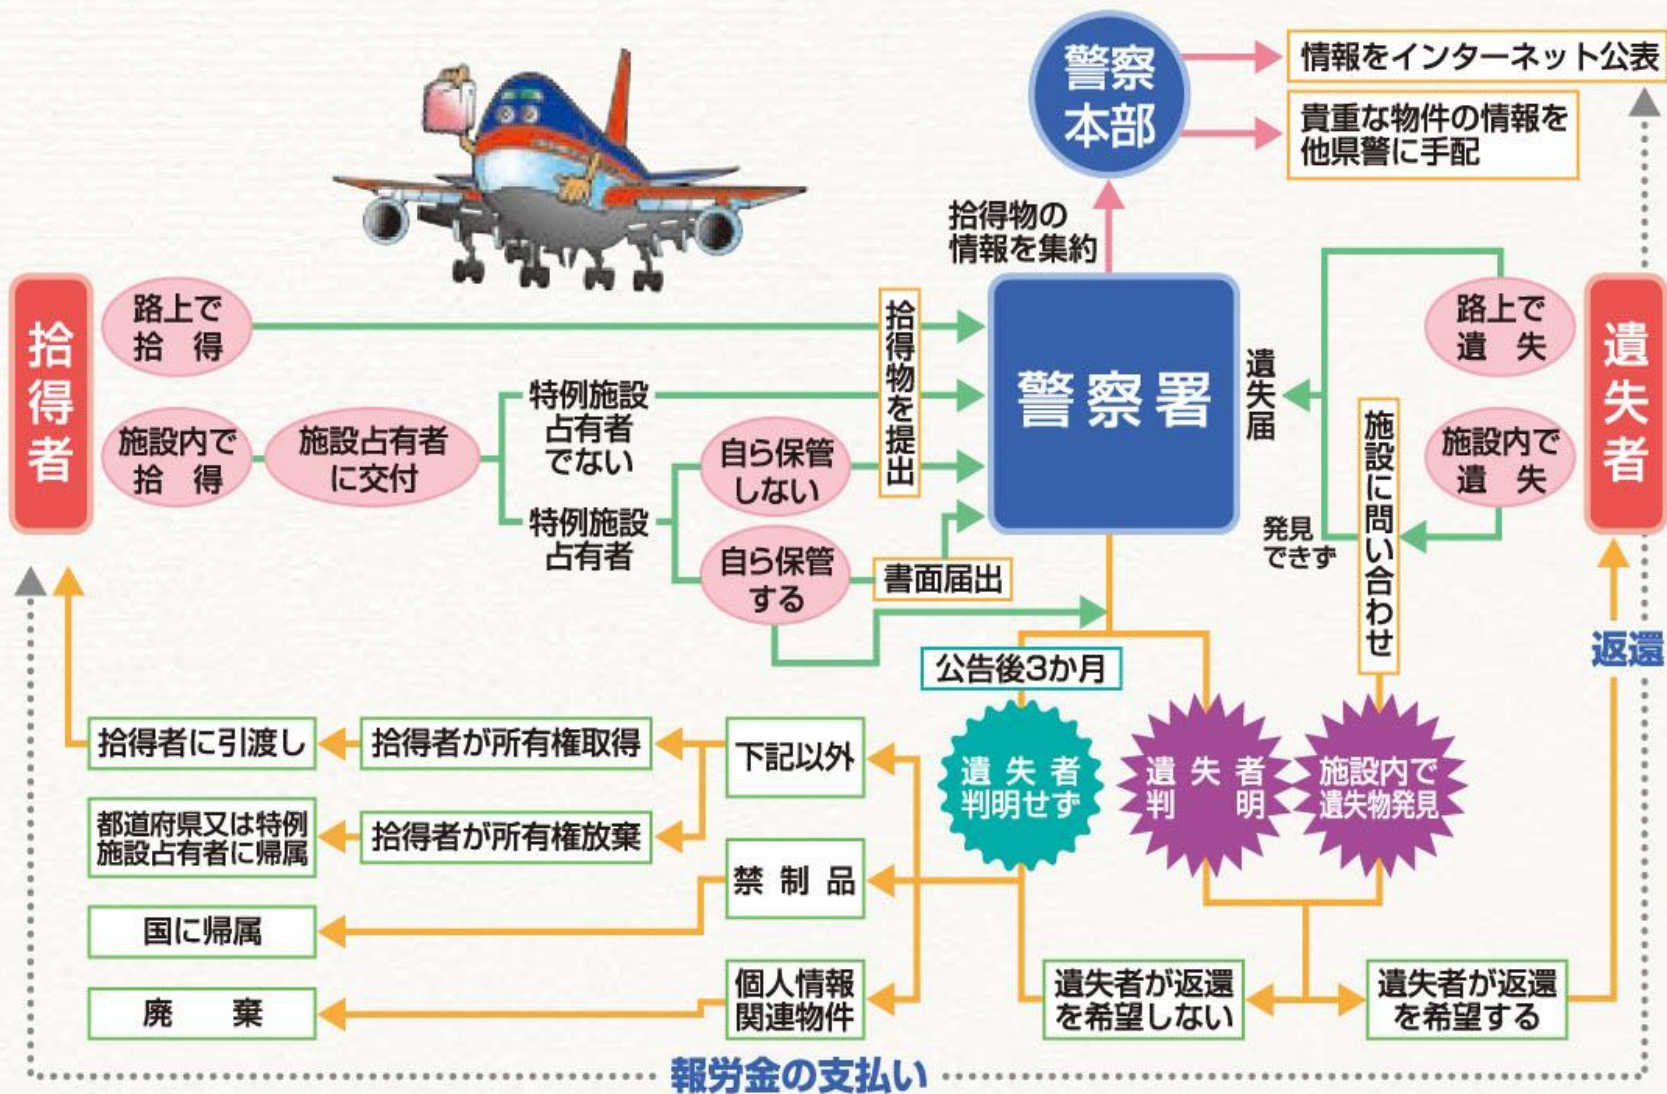 警察
本部
情報をインターネット公表
貴重な物件の情報を
他県警に手配
拾得物の
情報を集約
拾得者
路上で
拾 得
施設内で
拾 得
施設占有者
に交付
特例施設
占有者
でない
特例施設
占有者
自ら保管
しない
自ら保管
する
拾得物を提出
書面届出
警察署
遺失届
路上で
遺 失
施設内で
遺 失
遺失者
施設に問い合わせ
発見
できず
返還
公告後3か月
遺 失 者
判明せず
遺 失 者
判 明
施設内で
遺失物発見
拾得者に引渡し
拾得者が所有権取得
下記以外
都道府県又は特例
施設占有者に帰属
拾得者が所有権放棄
禁 制 品
国に帰属
個人情報
関連物件
廃 棄
遺失者が返還
を希望しない
遺失者が返還
を希望する
報労金の支払い